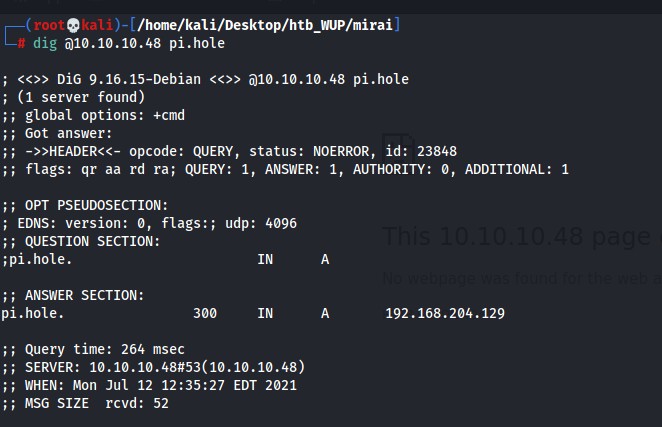 (root💀kali)-[/home/kali/Desktop/htb_WUP/mirai]
# dig @10.10.10.48 pi.hole
; <<>> DiG 9.16.15-Debian <<>> @10.10.10.48 pi.hole
; (1 server found)
;; global options: +cmd
;; Got answer:
;; ->>HEADER<<- opcode: QUERY, status: NOERROR, id: 23848
;; flags: qr aa rd ra; QUERY: 1, ANSWER: 1, AUTHORITY: 0, ADDITIONAL: 1
;; OPT PSEUDOSECTION:
; EDNS: version: 0, flags:; udp: 4096
;; QUESTION SECTION:
This 10.10.10.48 page
;pi.hole. IN A
No webpage was found for the web a
;; ANSWER SECTION:
pi.hole. 300 IN A 192.168.204.129
;; Query time: 264 msec
;; SERVER: 10.10.10.48#53(10.10.10.48)
;; WHEN: Mon Jul 12 12:35:27 EDT 2021
;; MSG SIZE rcvd: 52